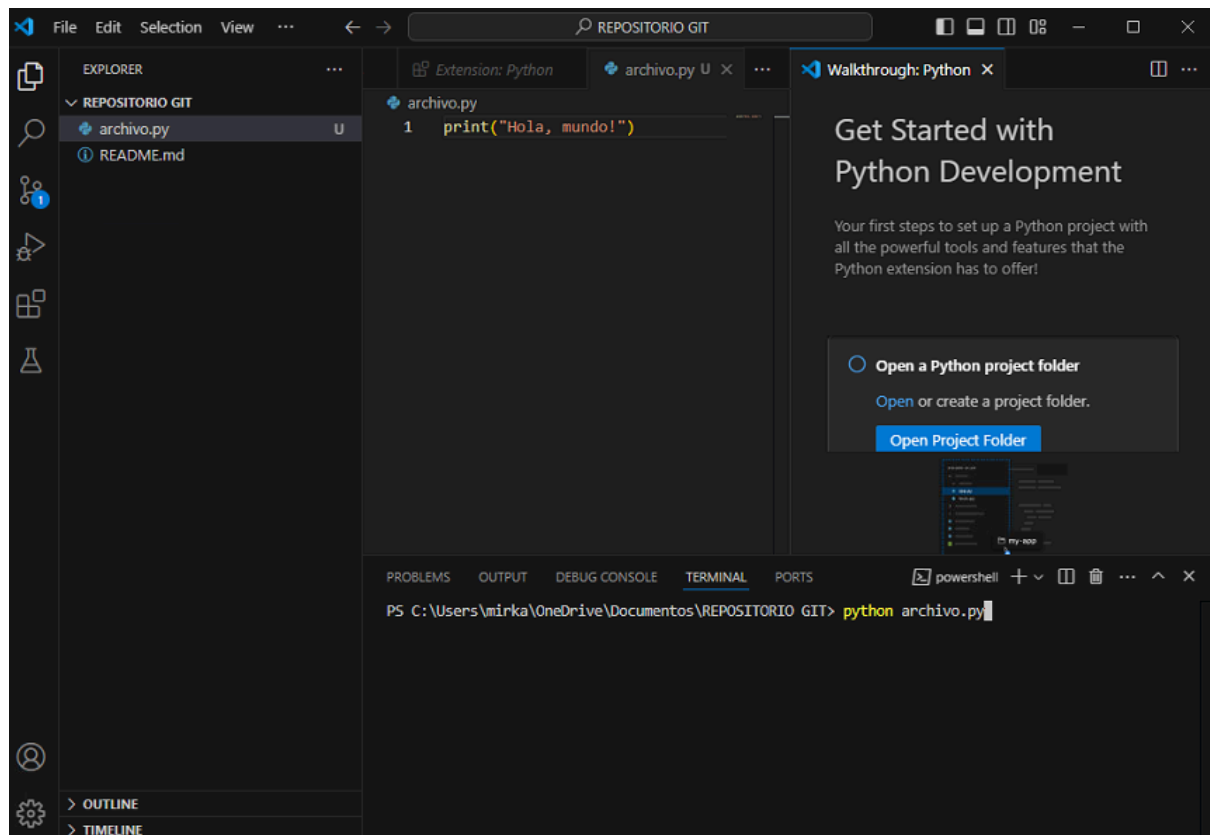 File Edit Selection View ···
REPOSITORIO GIT
EXPLORER ···
REPOSITORIO GIT
archivo.py U
README.md
1
Extension: Python
archivo.py U
···
archivo.py
1 print("Hola, mundo!")
Walkthrough: Python
···
Get Started with
Python Development
Your first steps to set up a Python project with
all the powerful tools and features that the
Python extension has to offer!
Open a Python project folder
Open or create a project folder.
Open Project Folder
my-app
PROBLEMS OUTPUT DEBUG CONSOLE TERMINAL PORTS
powershell
···
PS C:\Users\mirka\OneDrive\Documentos\REPOSITORIO GIT> python archivo.py
OUTLINE
TIMELINE